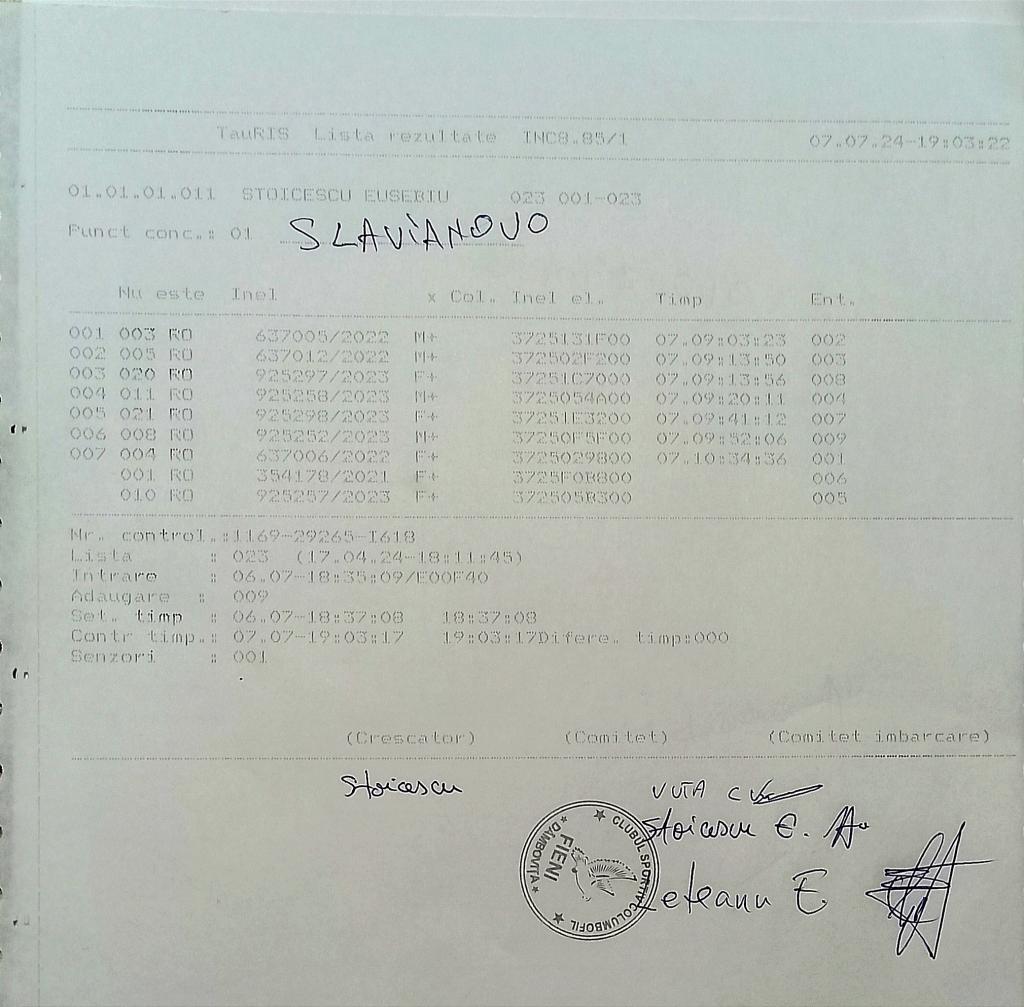 TauRIS Lista rezultate INC8.85/1 07.07.24-19:03:22
01.01.01.011 STOICESCU EUSEBIU 023 001-023
Punct conc.: 01 SLAVIANOVO
Nu este Inel x Col. Inel el. Timp Ent.
001 003 RO 637005/2022 M+ 3725131F00 07.09:03:23 002
002 005 RO 637012/2022 M+ 372502F200 07.09:13:50 003
003 020 RO 925297/2023 F+ 37251C7000 07.09:13:56 008
004 011 RO 925258/2023 M+ 3725054A00 07.09:20:11 004
005 021 RO 925298/2023 F+ 37251E3200 07.09:41:12 007
006 008 RO 925252/2023 M+ 37250F5F00 07.09:52:06 009
007 004 RO 637006/2022 F+ 3725029800 07.10:34:36 001
001 RO 354178/2021 F+ 3725F0B800 006
010 RO 925257/2023 F+ 372505B300 005
Nr. control.:1169-29265-I618
Lista : 023 (17.04.24-18:11:45)
Intrare : 06.07-18:35:09/E00F40
Adaugare : 009
Set. timp : 06.07-18:37:08 18:37:08
Contr timp.: 07.07-19:03:17 19:03:17Difere. timp:000
Senzori : 001
(Crescator) (Comitet) (Comitet imbarcare)
Stoicescu
VUTA
Stoicescu E.
CLUBUL SPORTIV COLUMBOFIL
FIENI
DÂMBOVIȚA
eteanu E